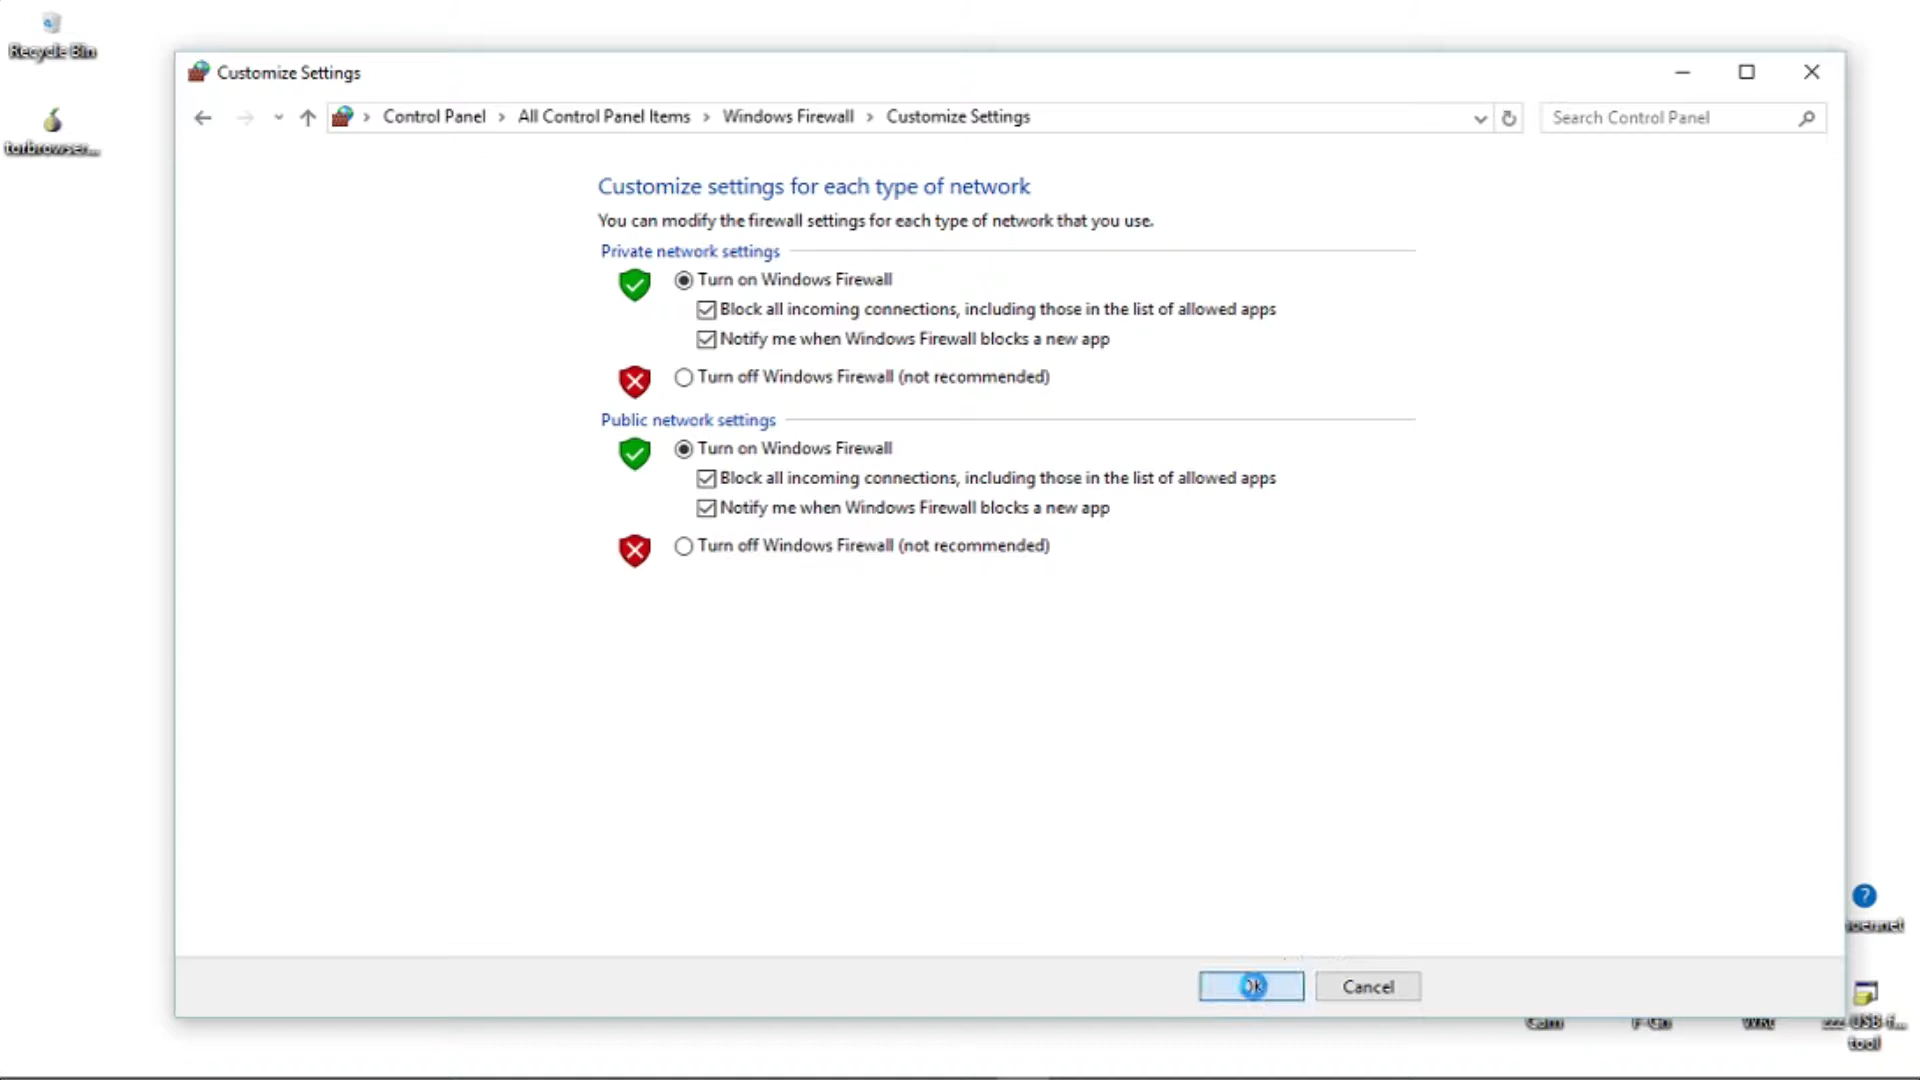 Recycle Bin
torbrowser...
Customize Settings
Control Panel > All Control Panel Items > Windows Firewall > Customize Settings
Search Control Panel
Customize settings for each type of network
You can modify the firewall settings for each type of network that you use.
Private network settings
Turn on Windows Firewall
Block all incoming connections, including those in the list of allowed apps
Notify me when Windows Firewall blocks a new app
Turn off Windows Firewall (not recommended)
Public network settings
Turn on Windows Firewall
Block all incoming connections, including those in the list of allowed apps
Notify me when Windows Firewall blocks a new app
Turn off Windows Firewall (not recommended)
OK
Cancel
USB
tool